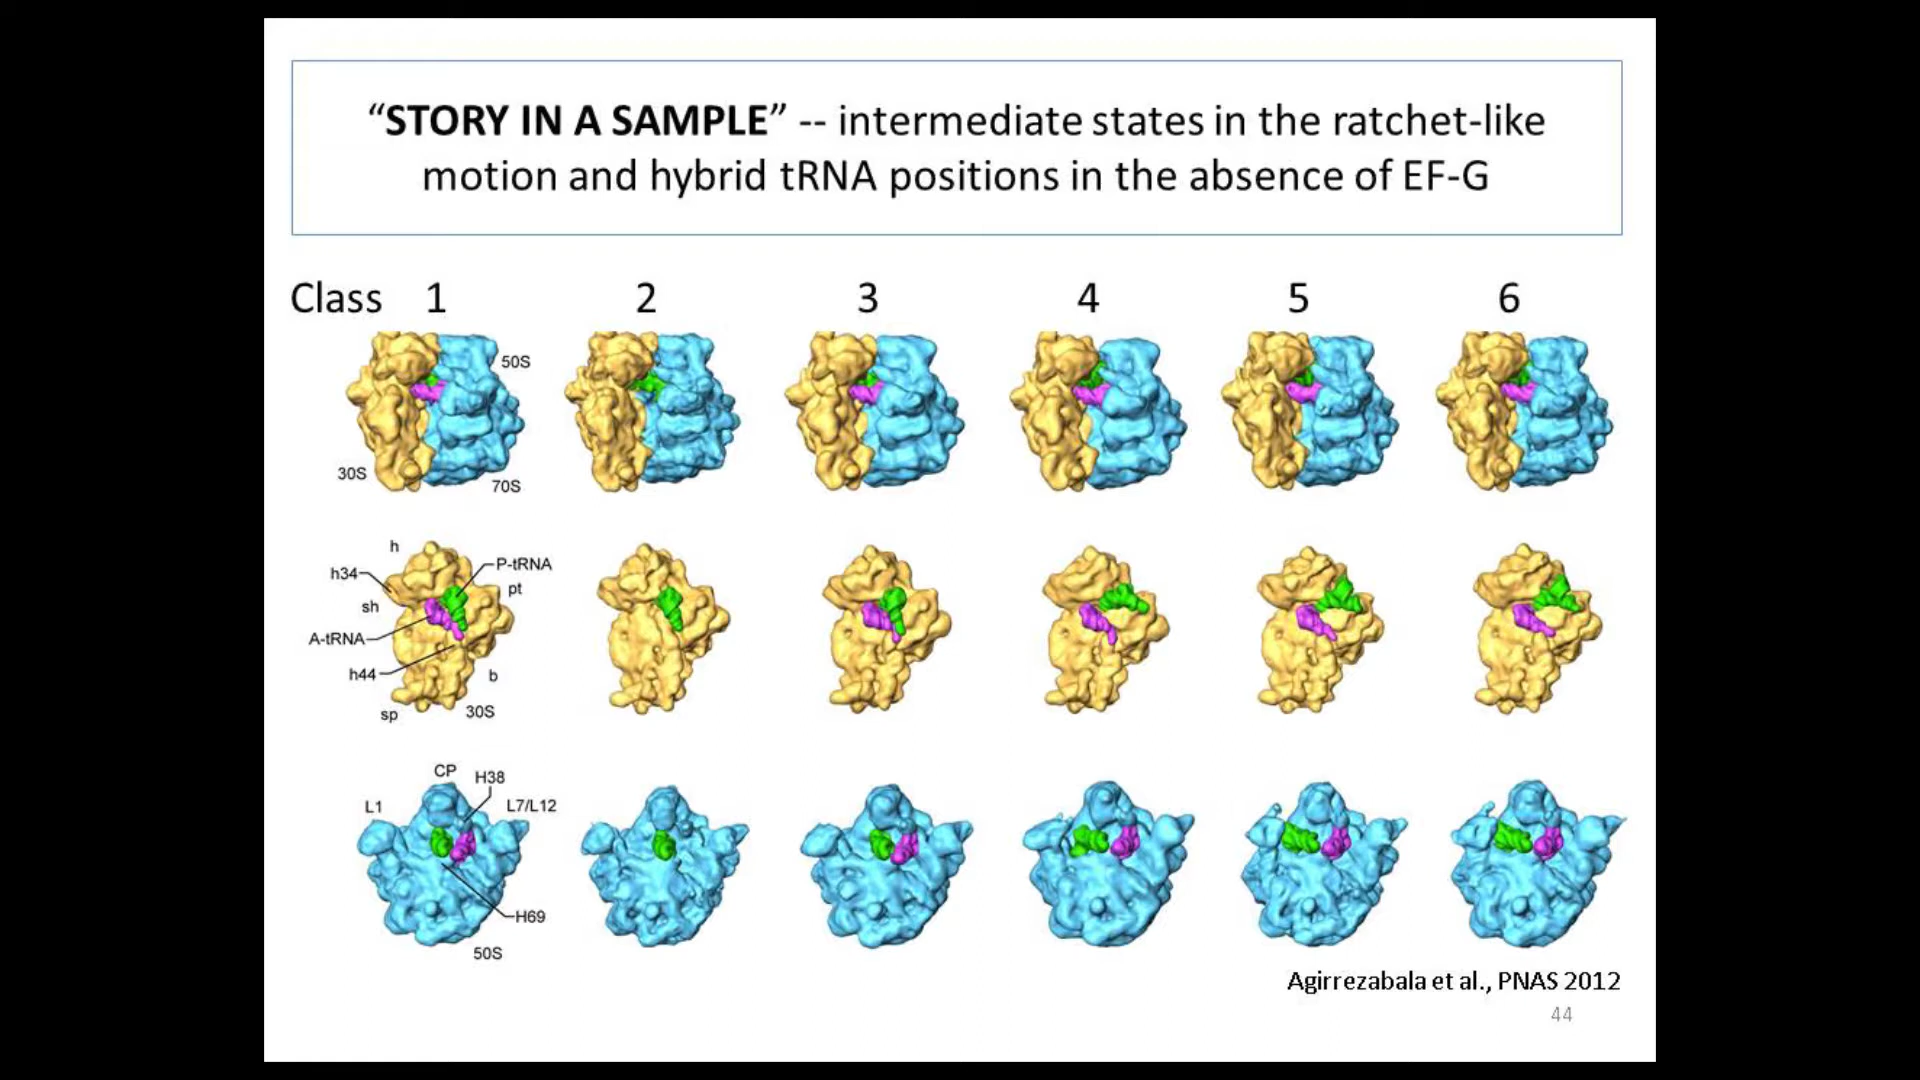 “STORY IN A SAMPLE” -- intermediate states in the ratchet-like
motion and hybrid tRNA positions in the absence of EF-G
Class 1 2 3 4 5 6
50S
30S
70S
h
P-tRNA
h34
pt
sh
A-tRNA
h44
b
sp
30S
CP
H38
L1
L7/L12
H69
50S
Agirrezabala et al., PNAS 2012
44